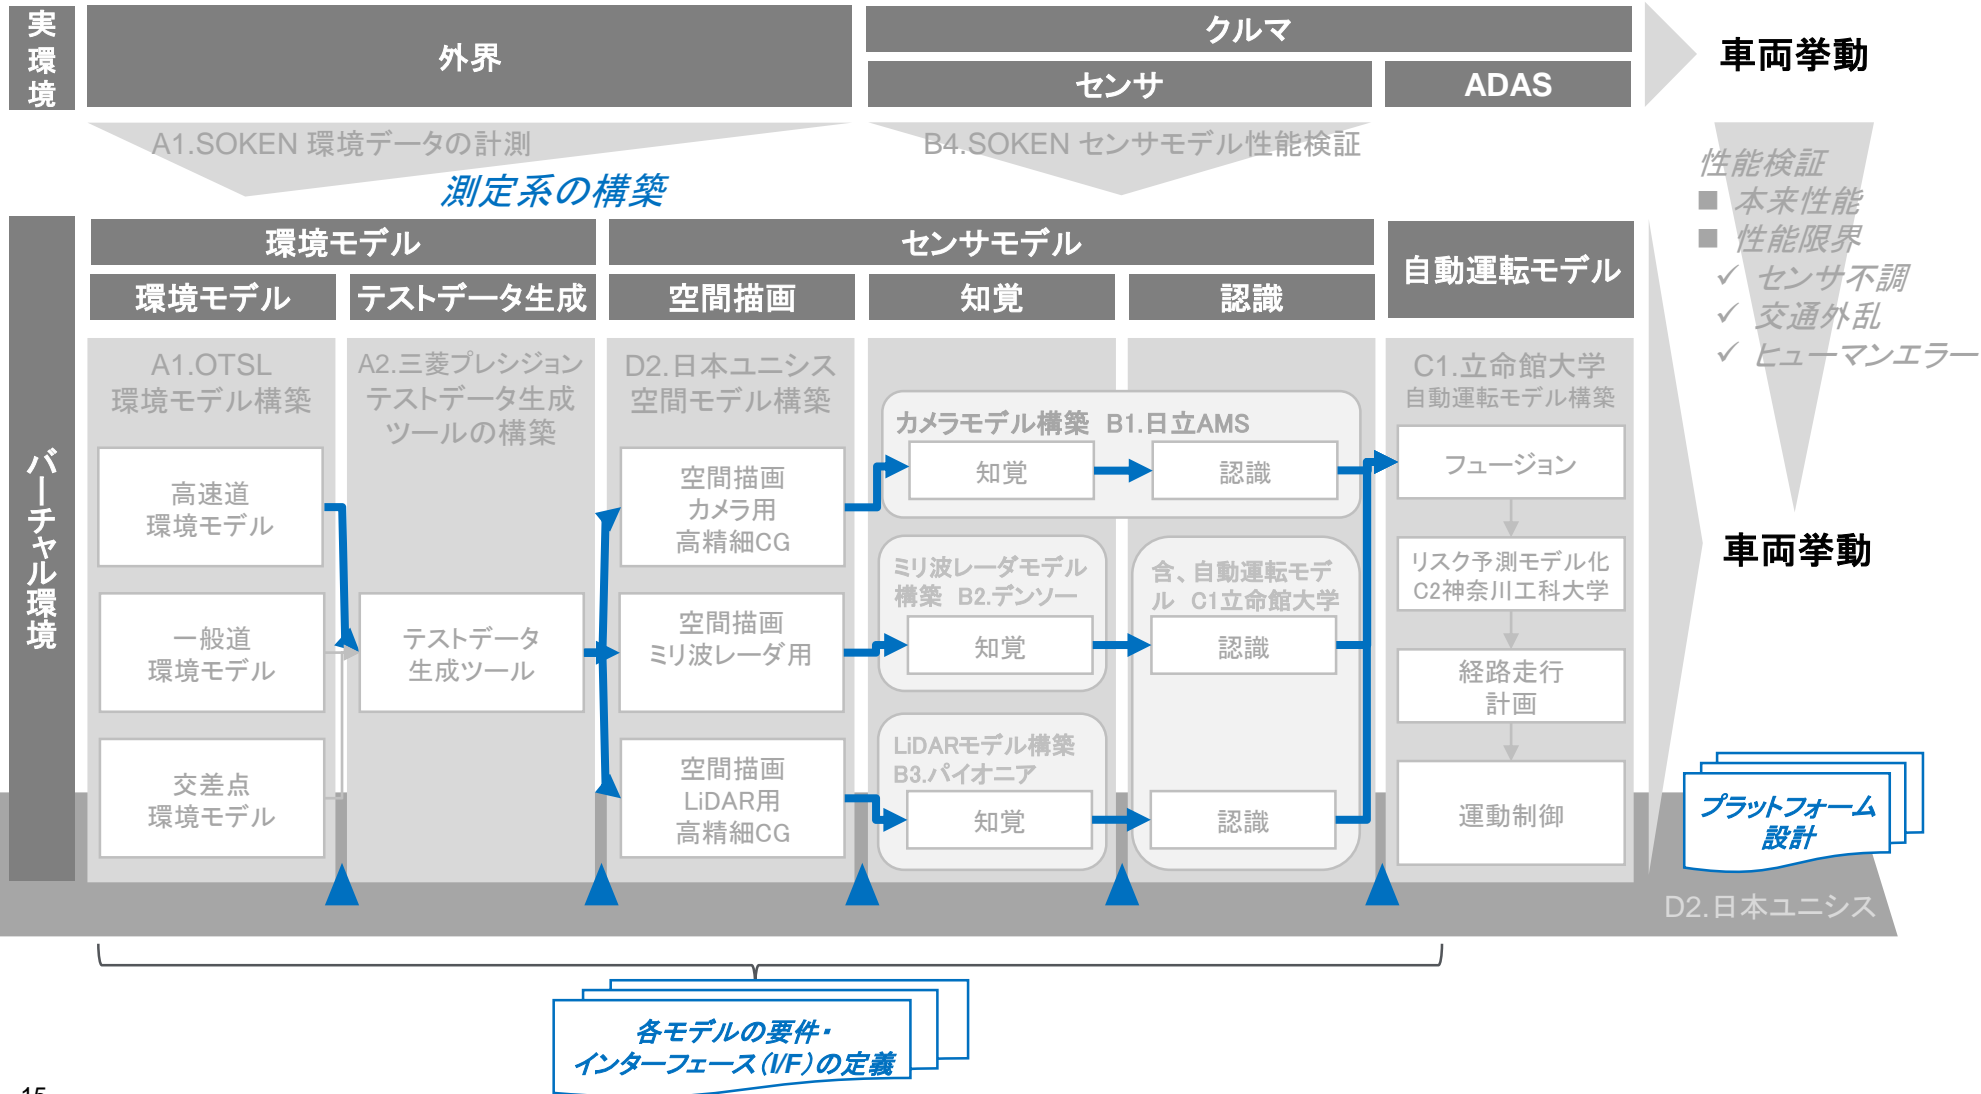 実
環
境
外界
クルマ
センサ
ADAS
車両挙動
A1.SOKEN 環境データの計測
B4.SOKEN センサモデル性能検証
測定系の構築
性能検証
■ 本来性能
■ 性能限界
✓ センサ不調
✓ 交通外乱
✓ ヒューマンエラー
車両挙動
バーチャル環境
環境モデル
センサモデル
自動運転モデル
環境モデル
テストデータ生成
空間描画
知覚
認識
A1.OTSL
環境モデル構築
高速道
環境モデル
一般道
環境モデル
交差点
環境モデル
A2.三菱プレシジョン
テストデータ生成
ツールの構築
テストデータ
生成ツール
D2.日本ユニシス
空間モデル構築
空間描画
カメラ用
高精細CG
空間描画
ミリ波レーダ用
空間描画
LiDAR用
高精細CG
カメラモデル構築 B1.日立AMS
知覚
認識
ミリ波レーダモデル
構築 B2.デンソー
知覚
含、自動運転モデ
ル C1立命館大学
認識
LiDARモデル構築
B3.パイオニア
知覚
認識
C1.立命館大学
自動運転モデル構築
フュージョン
リスク予測モデル化
C2神奈川工科大学
経路走行
計画
運動制御
プラットフォーム
設計
D2.日本ユニシス
各モデルの要件・
インターフェース(I/F)の定義
15